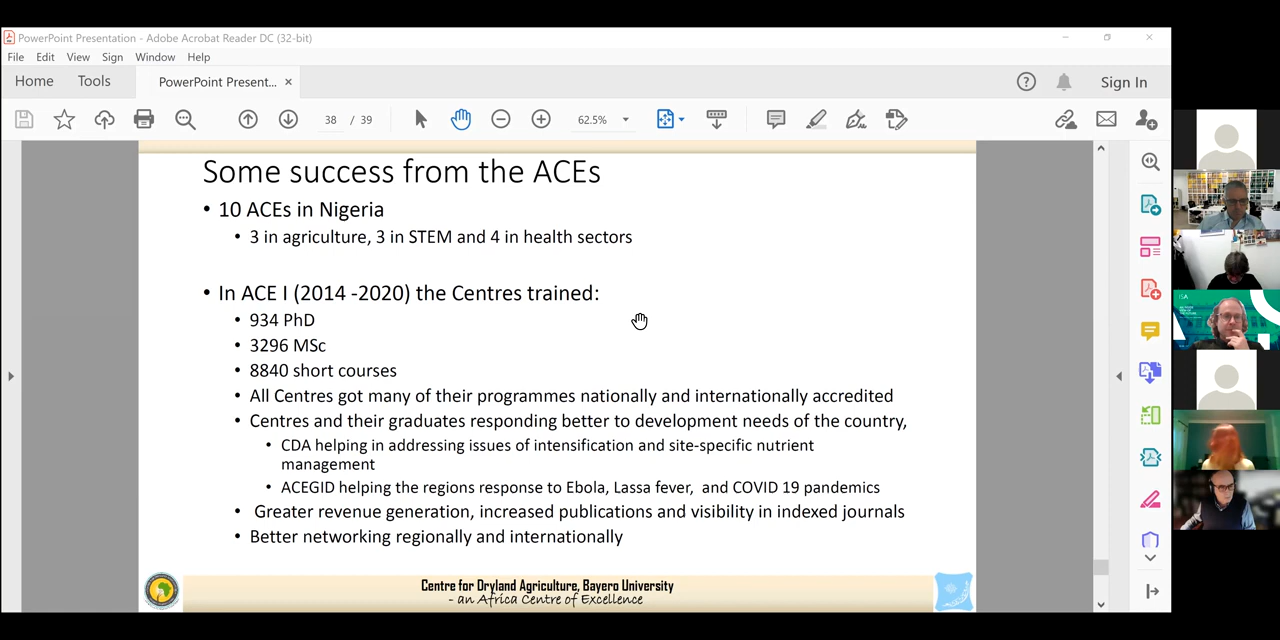 PowerPoint Presentation - Adobe Acrobat Reader DC (32-bit)
File Edit View Sign Window Help
Home Tools PowerPoint Present... × Sign In
38 / 39 62.5%
Some success from the ACEs
• 10 ACEs in Nigeria
• 3 in agriculture, 3 in STEM and 4 in health sectors
• In ACE I (2014 -2020) the Centres trained:
• 934 PhD
• 3296 MSc
• 8840 short courses
• All Centres got many of their programmes nationally and internationally accredited
• Centres and their graduates responding better to development needs of the country,
• CDA helping in addressing issues of intensification and site-specific nutrient
management
• ACEGID helping the regions response to Ebola, Lassa fever, and COVID 19 pandemics
• Greater revenue generation, increased publications and visibility in indexed journals
• Better networking regionally and internationally
Centre for Dryland Agriculture, Bayero University
- an Africa Centre of Excellence